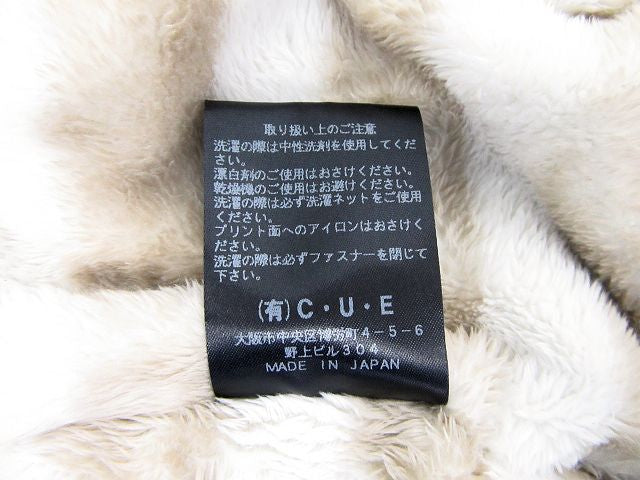 取り扱い上のご注意
洗濯の際は中性洗剤を使用してくだ
さい。
漂白剤のご使用はおさけください。
乾燥機のご使用はお避けください。
洗濯の際は必ず洗濯ネットをご使用
ください。
プリント面へのアイロンはおさけく
ださい。
洗濯の際は必ずファスナーを閉じて
下さい。
(有)C・U・E
大阪市中央区博労町4-5-6
野上ビル304
MADE IN JAPAN